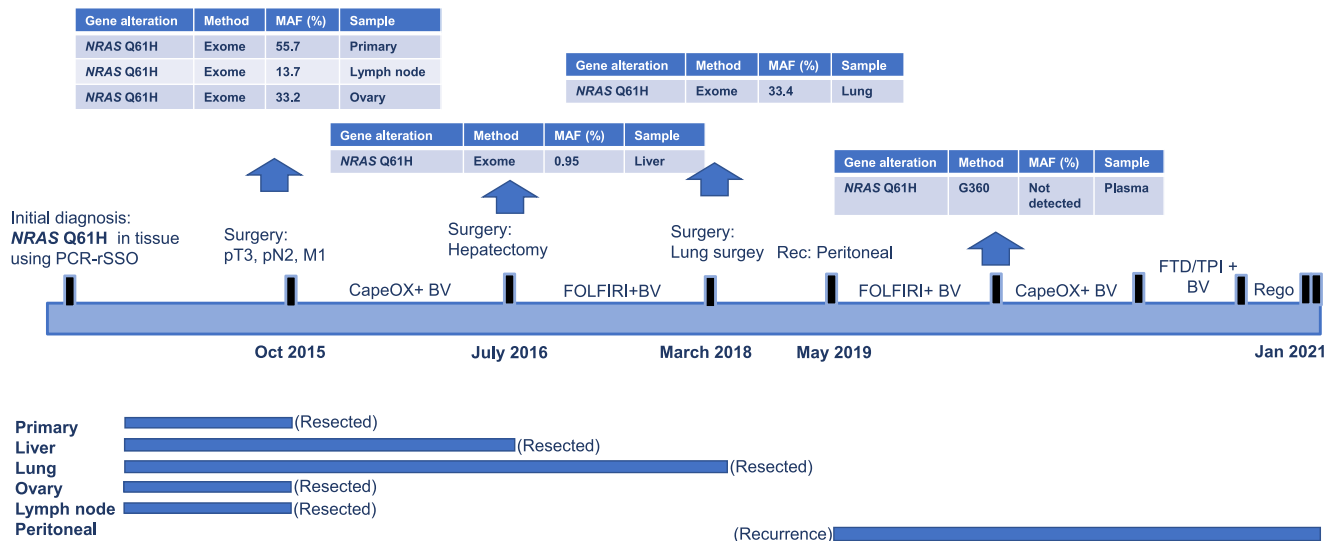 Gene alteration Method MAF (%) Sample
NRAS Q61H Exome 55.7 Primary
NRAS Q61H Exome 13.7 Lymph node
NRAS Q61H Exome 33.2 Ovary
Gene alteration Method MAF (%) Sample
NRAS Q61H Exome 33.4 Lung
Gene alteration Method MAF (%) Sample
NRAS Q61H Exome 0.95 Liver
Gene alteration Method MAF (%) Sample
NRAS Q61H G360 Not detected Plasma
Initial diagnosis:
NRAS Q61H in tissue
using PCR-rSSO
Surgery:
pT3, pN2, M1
Surgery:
Hepatectomy
Surgery:
Lung surgey
Rec: Peritoneal
CapeOX+ BV
FOLFIRI+BV
FOLFIRI+ BV
CapeOX+ BV
FTD/TPI +
BV
Rego
Oct 2015
July 2016
March 2018
May 2019
Jan 2021
Primary (Resected)
Liver (Resected)
Lung (Resected)
Ovary (Resected)
Lymph node (Resected)
Peritoneal (Recurrence)